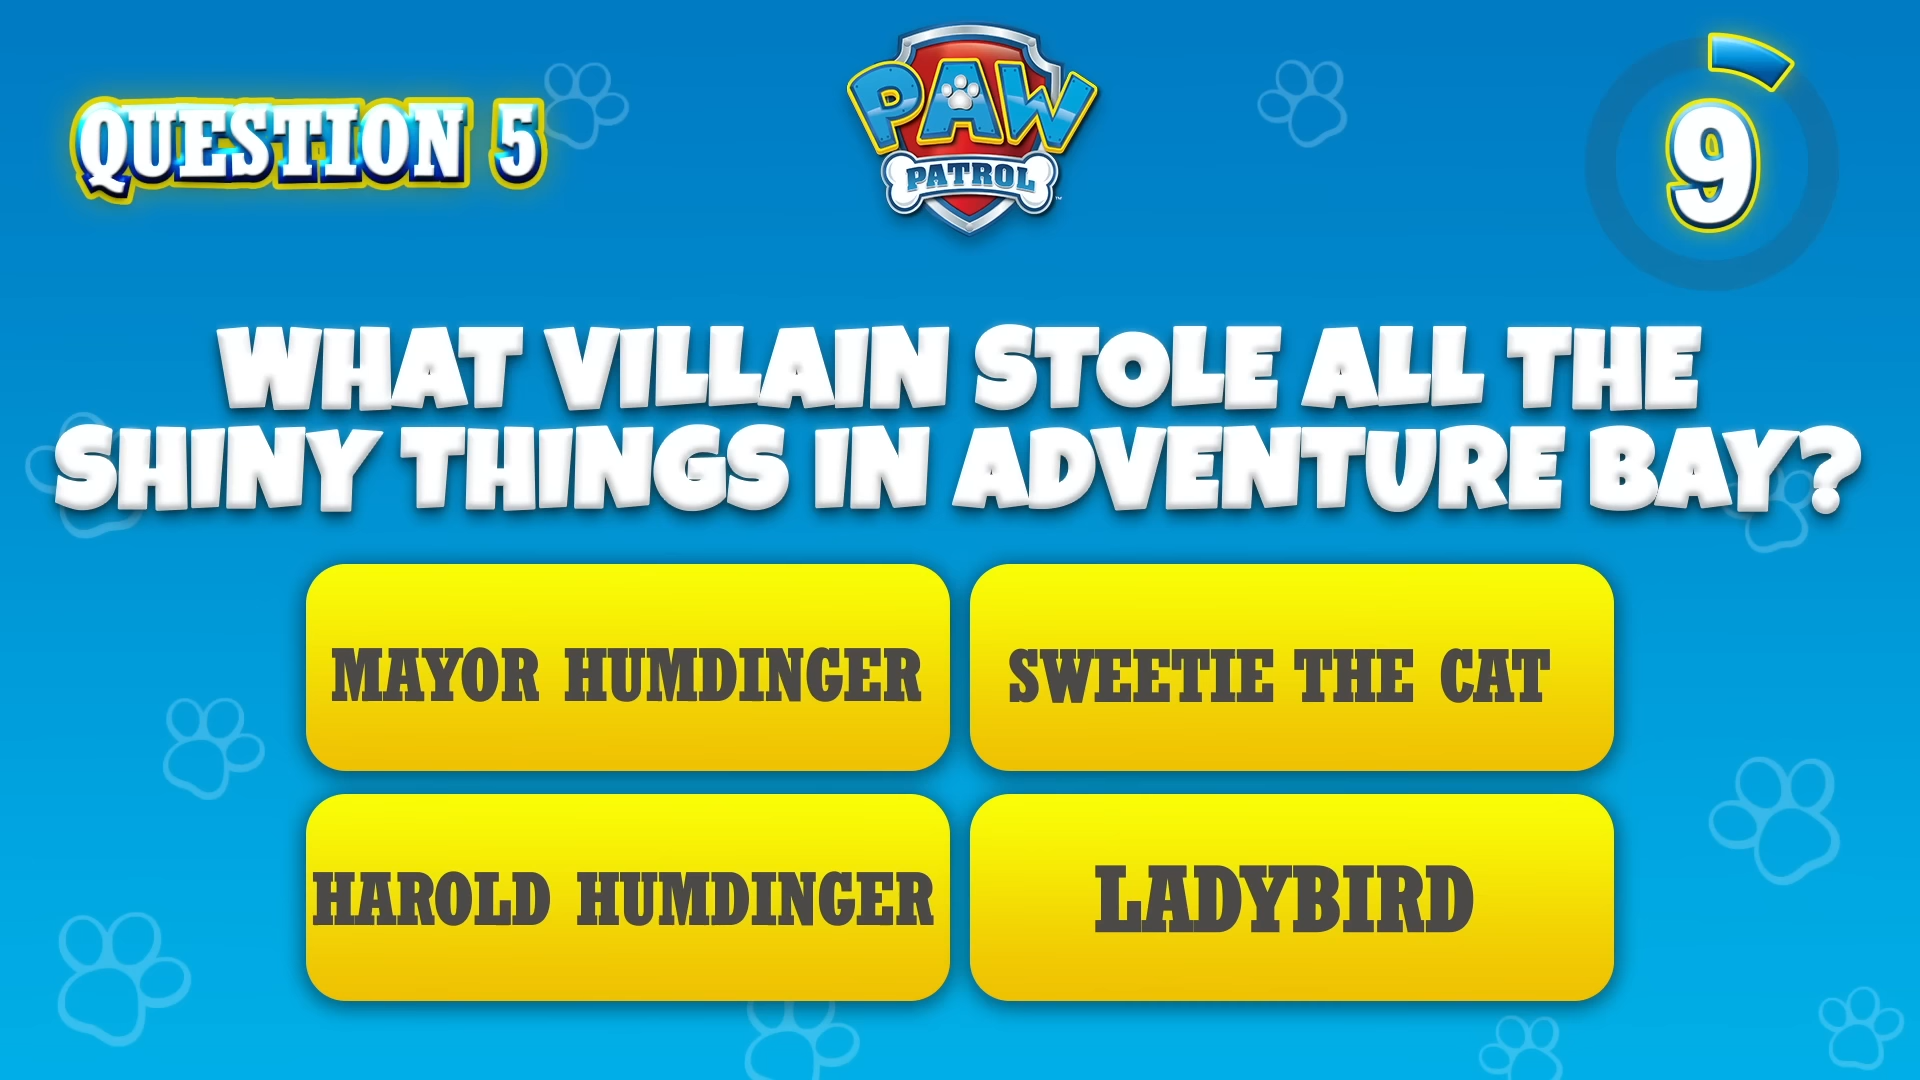 QUESTION 5
PAW
PATROL
9
WHAT VILLAIN STOLE ALL THE
SHINY THINGS IN ADVENTURE BAY?
MAYOR HUMDINGER
SWEETIE THE CAT
HAROLD HUMDINGER
LADYBIRD